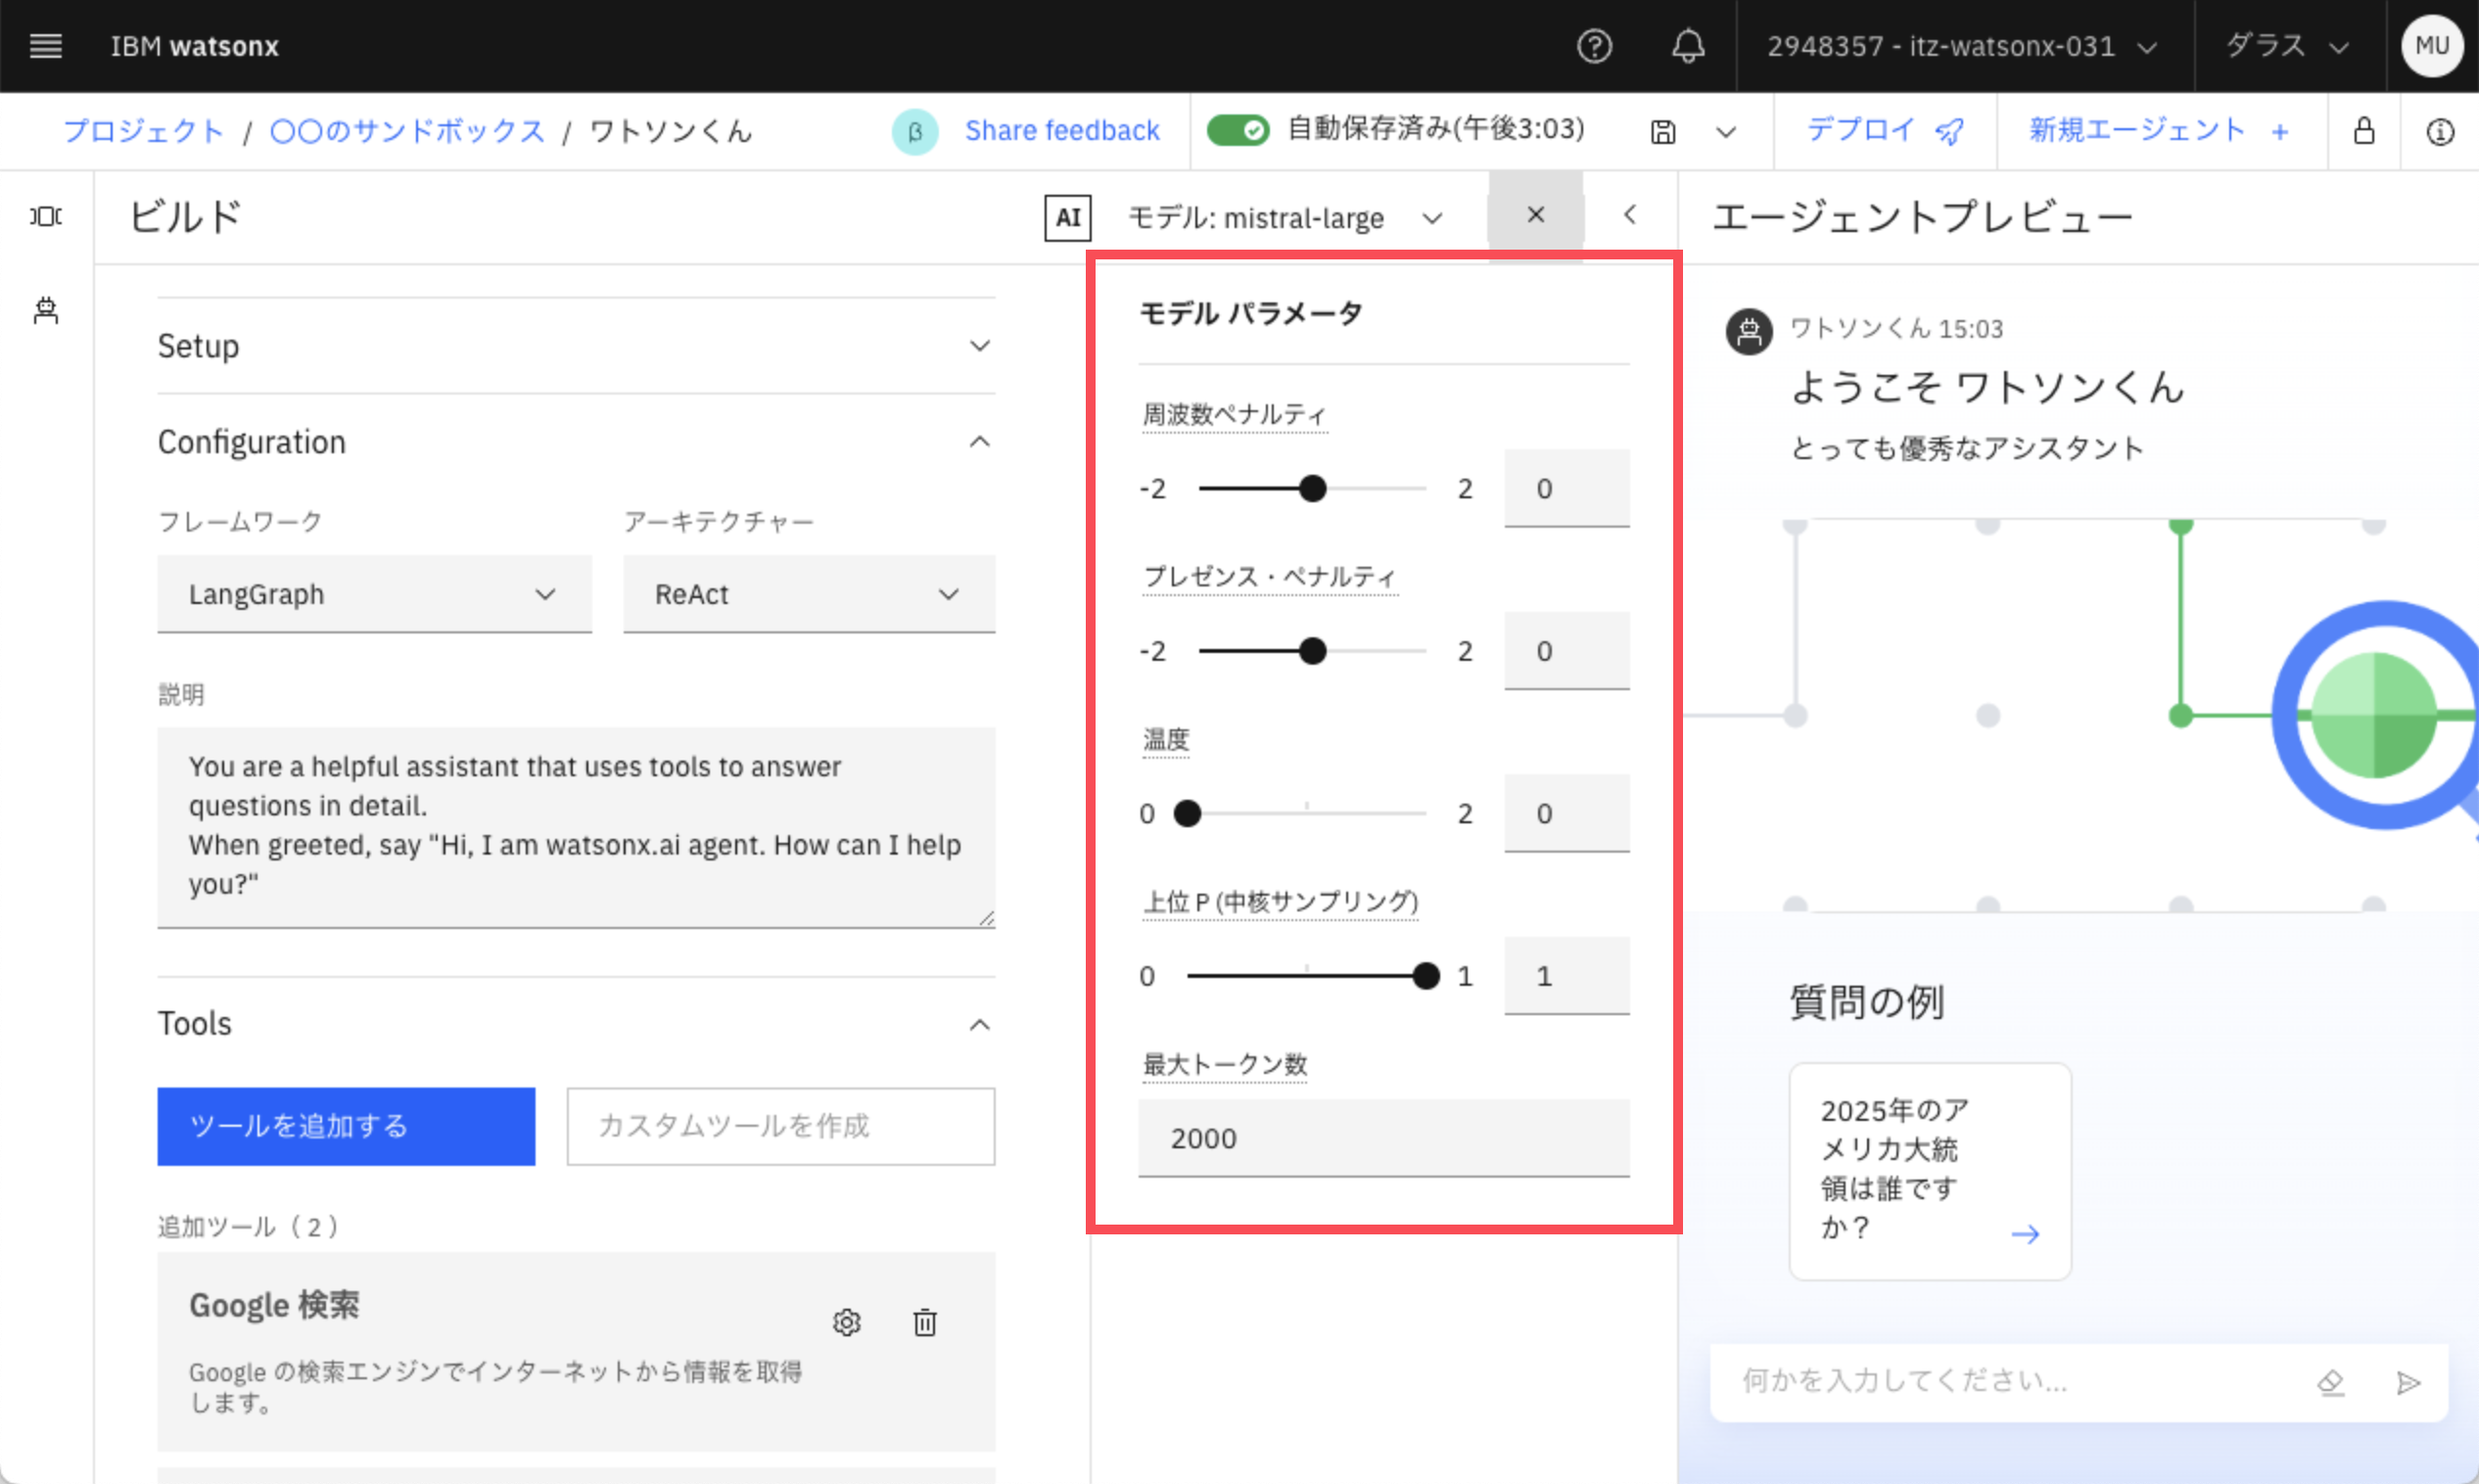 IBM watsonx
2948357 - itz-watsonx-031
ダラス
MU
プロジェクト / 〇〇のサンドボックス / ワトソンくん
β
Share feedback
自動保存済み(午後3:03)
デプロイ
新規エージェント +
ビルド
AI
モデル: mistral-large
エージェントプレビュー
Setup
Configuration
フレームワーク
アーキテクチャー
LangGraph
ReAct
説明
You are a helpful assistant that uses tools to answer
questions in detail.
When greeted, say "Hi, I am watsonx.ai agent. How can I help
you?"
Tools
ツールを追加する
カスタムツールを作成
追加ツール（2）
Google 検索
Google の検索エンジンでインターネットから情報を取得
します。
モデル パラメータ
周波数ペナルティ
-2 2 0
プレゼンス・ペナルティ
-2 2 0
温度
0 2 0
上位 P (中核サンプリング)
0 1 1
最大トークン数
2000
ワトソンくん 15:03
ようこそ ワトソンくん
とっても優秀なアシスタント
質問の例
2025年のア
メリカ大統
領は誰です
か？
何かを入力してください...